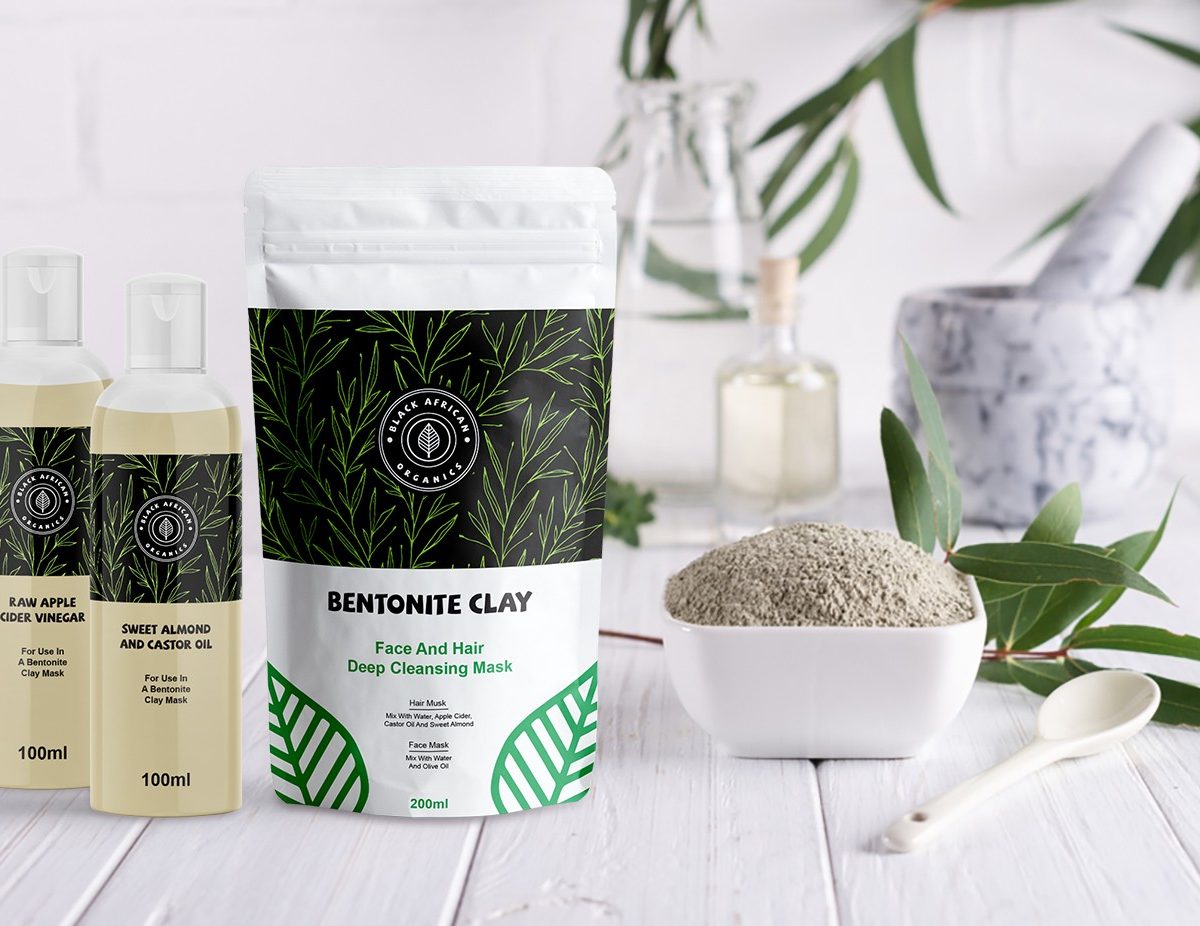 BLACK AFRICAN
ORGANICS
RAW APPLE
CIDER VINEGAR
For Use In
A Bentonite
Clay Mask
100ml
BLACK AFRICAN
ORGANICS
SWEET ALMOND
AND CASTOR OIL
For Use In
A Bentonite
Clay Mask
100ml
BLACK AFRICAN
ORGANICS
BENTONITE CLAY
Face And Hair
Deep Cleansing Mask
Hair Musk
Mix With Water, Apple Cider,
Castor Oil And Sweet Almond
Face Mask
Mix With Water
And Olive Oil
200ml